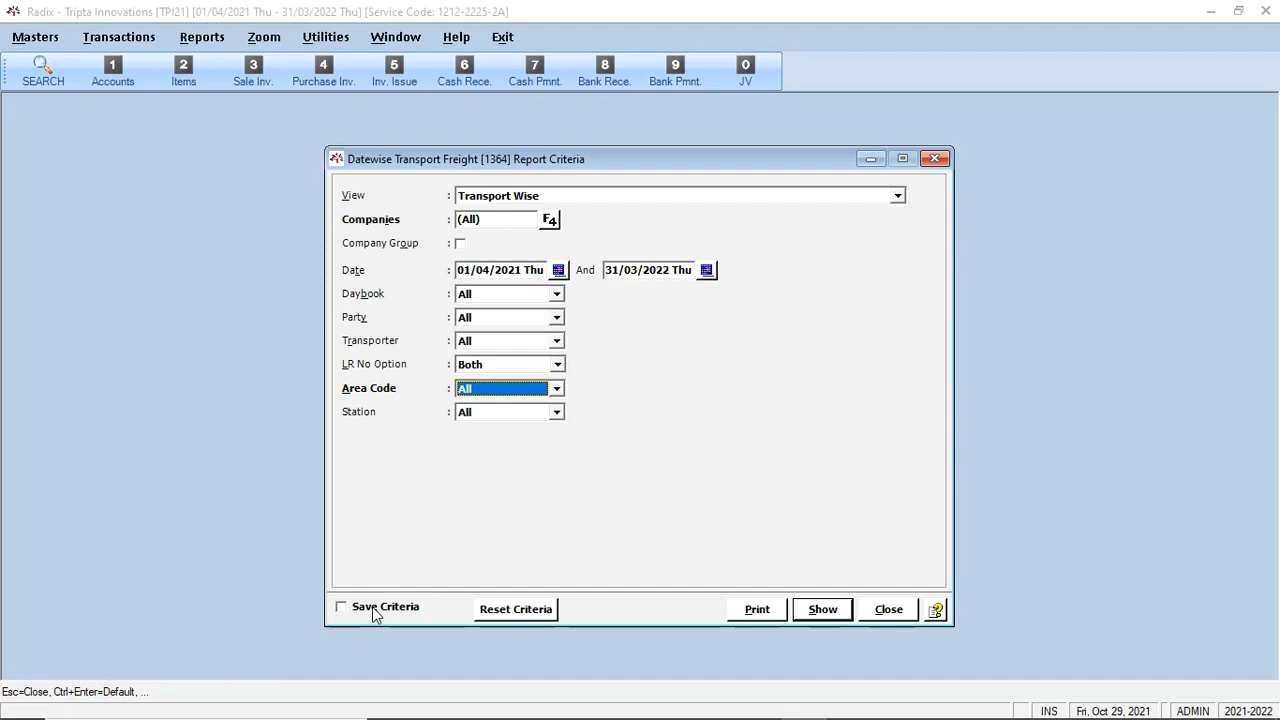 Radix - Tripta Innovations [TPI21] [01/04/2021 Thu - 31/03/2022 Thu] [Service Code: 1212-2225-2A]
Masters Transactions Reports Zoom Utilities Window Help Exit
1 2 3 4 5 6 7 8 9 0
SEARCH Accounts Items Sale Inv. Purchase Inv. Inv. Issue Cash Rece. Cash Pmnt. Bank Rece. Bank Pmnt. JV
Datewise Transport Freight [1364] Report Criteria
View : Transport Wise
Companies : (All) F4
Company Group :
Date : 01/04/2021 Thu And 31/03/2022 Thu
Daybook : All
Party : All
Transporter : All
LR No Option : Both
Area Code : All
Station : All
Save Criteria Reset Criteria Print Show Close ?
Esc=Close, Ctrl+Enter=Default, ...
INS Fri, Oct 29, 2021 ADMIN 2021-2022